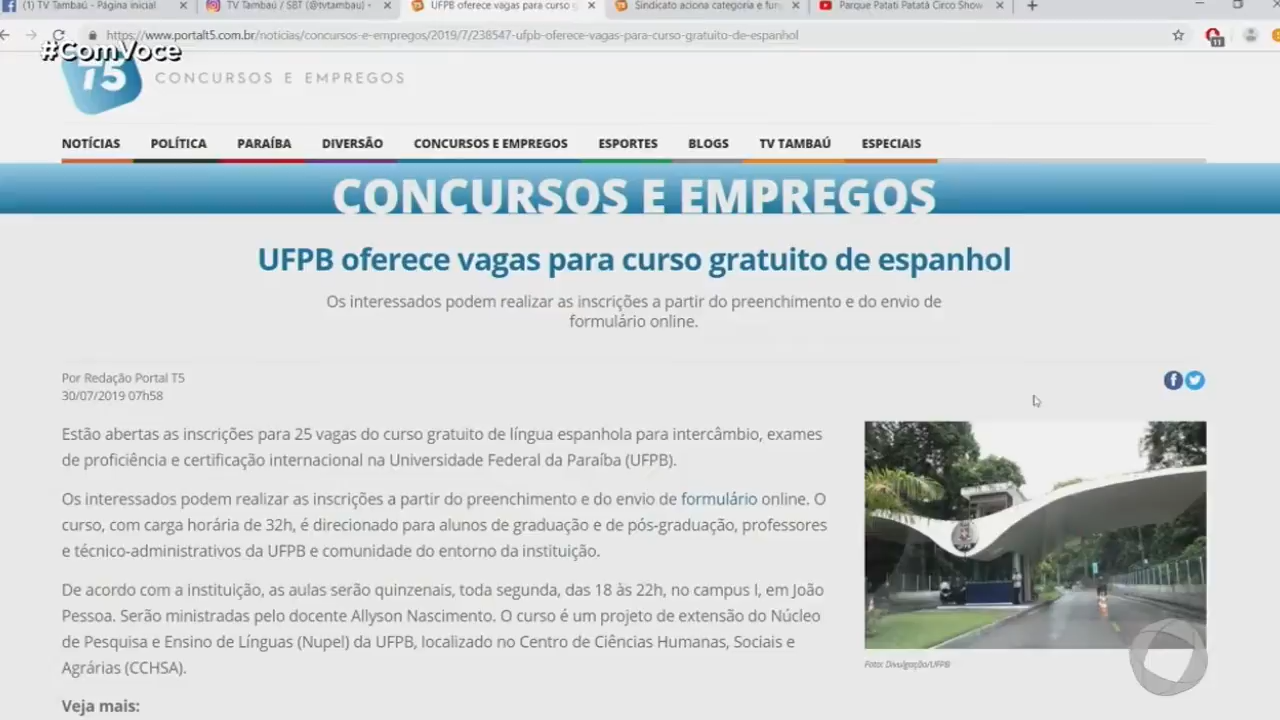 (1) TV Tambaú - Página inicial
TV Tambaú / SBT (@tvtambau) -
UFPB oferece vagas para curso g
Sindicato aciona categoria e fun
Parque Patati Patatá Circo Show
https://www.portalt5.com.br/noticias/concursos-e-empregos/2019/7/238547-ufpb-oferece-vagas-para-curso-gratuito-de-espanhol
11
#ComVoce
T5
CONCURSOS E EMPREGOS
NOTÍCIAS
POLÍTICA
PARAÍBA
DIVERSÃO
CONCURSOS E EMPREGOS
ESPORTES
BLOGS
TV TAMBAÚ
ESPECIAIS
CONCURSOS E EMPREGOS
UFPB oferece vagas para curso gratuito de espanhol
Os interessados podem realizar as inscrições a partir do preenchimento e do envio de
formulário online.
Por Redação Portal T5
30/07/2019 07h58
Estão abertas as inscrições para 25 vagas do curso gratuito de língua espanhola para intercâmbio, exames
de proficiência e certificação internacional na Universidade Federal da Paraíba (UFPB).
Os interessados podem realizar as inscrições a partir do preenchimento e do envio de formulário online. O
curso, com carga horária de 32h, é direcionado para alunos de graduação e de pós-graduação, professores
e técnico-administrativos da UFPB e comunidade do entorno da instituição.
De acordo com a instituição, as aulas serão quinzenais, toda segunda, das 18 às 22h, no campus I, em João
Pessoa. Serão ministradas pelo docente Allyson Nascimento. O curso é um projeto de extensão do Núcleo
de Pesquisa e Ensino de Línguas (Nupel) da UFPB, localizado no Centro de Ciências Humanas, Sociais e
Agrárias (CCHSA).
Foto: Divulgação/UFPB
Veja mais: